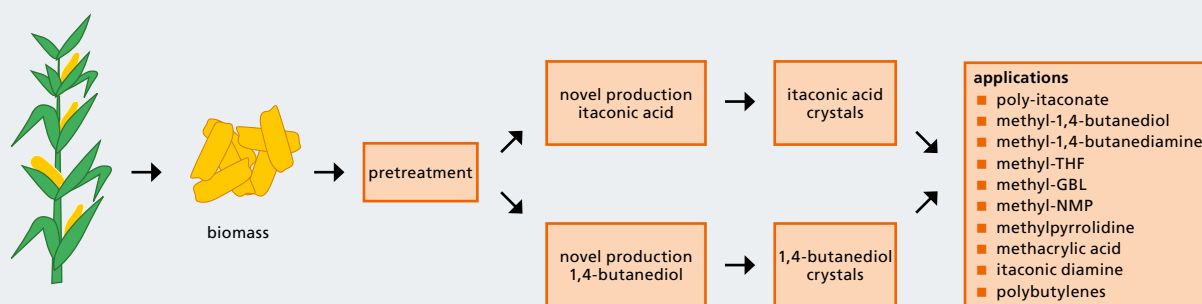 biomass
pretreatment
novel production
itaconic acid
itaconic acid
crystals
novel production
1,4-butanediol
1,4-butanediol
crystals
applications
poly-itaconate
methyl-1,4-butanediol
methyl-1,4-butanediamine
methyl-THF
methyl-GBL
methyl-NMP
methylpyrrolidine
methacrylic acid
itaconic diamine
polybutylenes